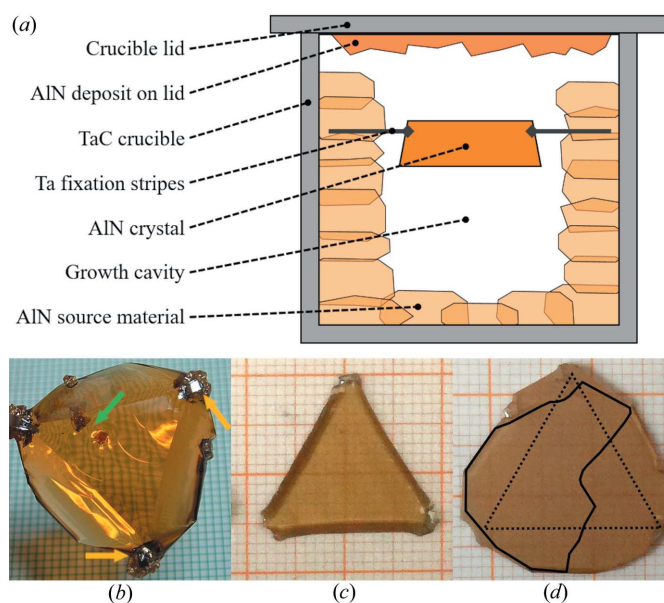 (a)
Crucible lid
AlN deposit on lid
TaC crucible
Ta fixation stripes
AlN crystal
Growth cavity
AlN source material
(b)
(c)
(d)